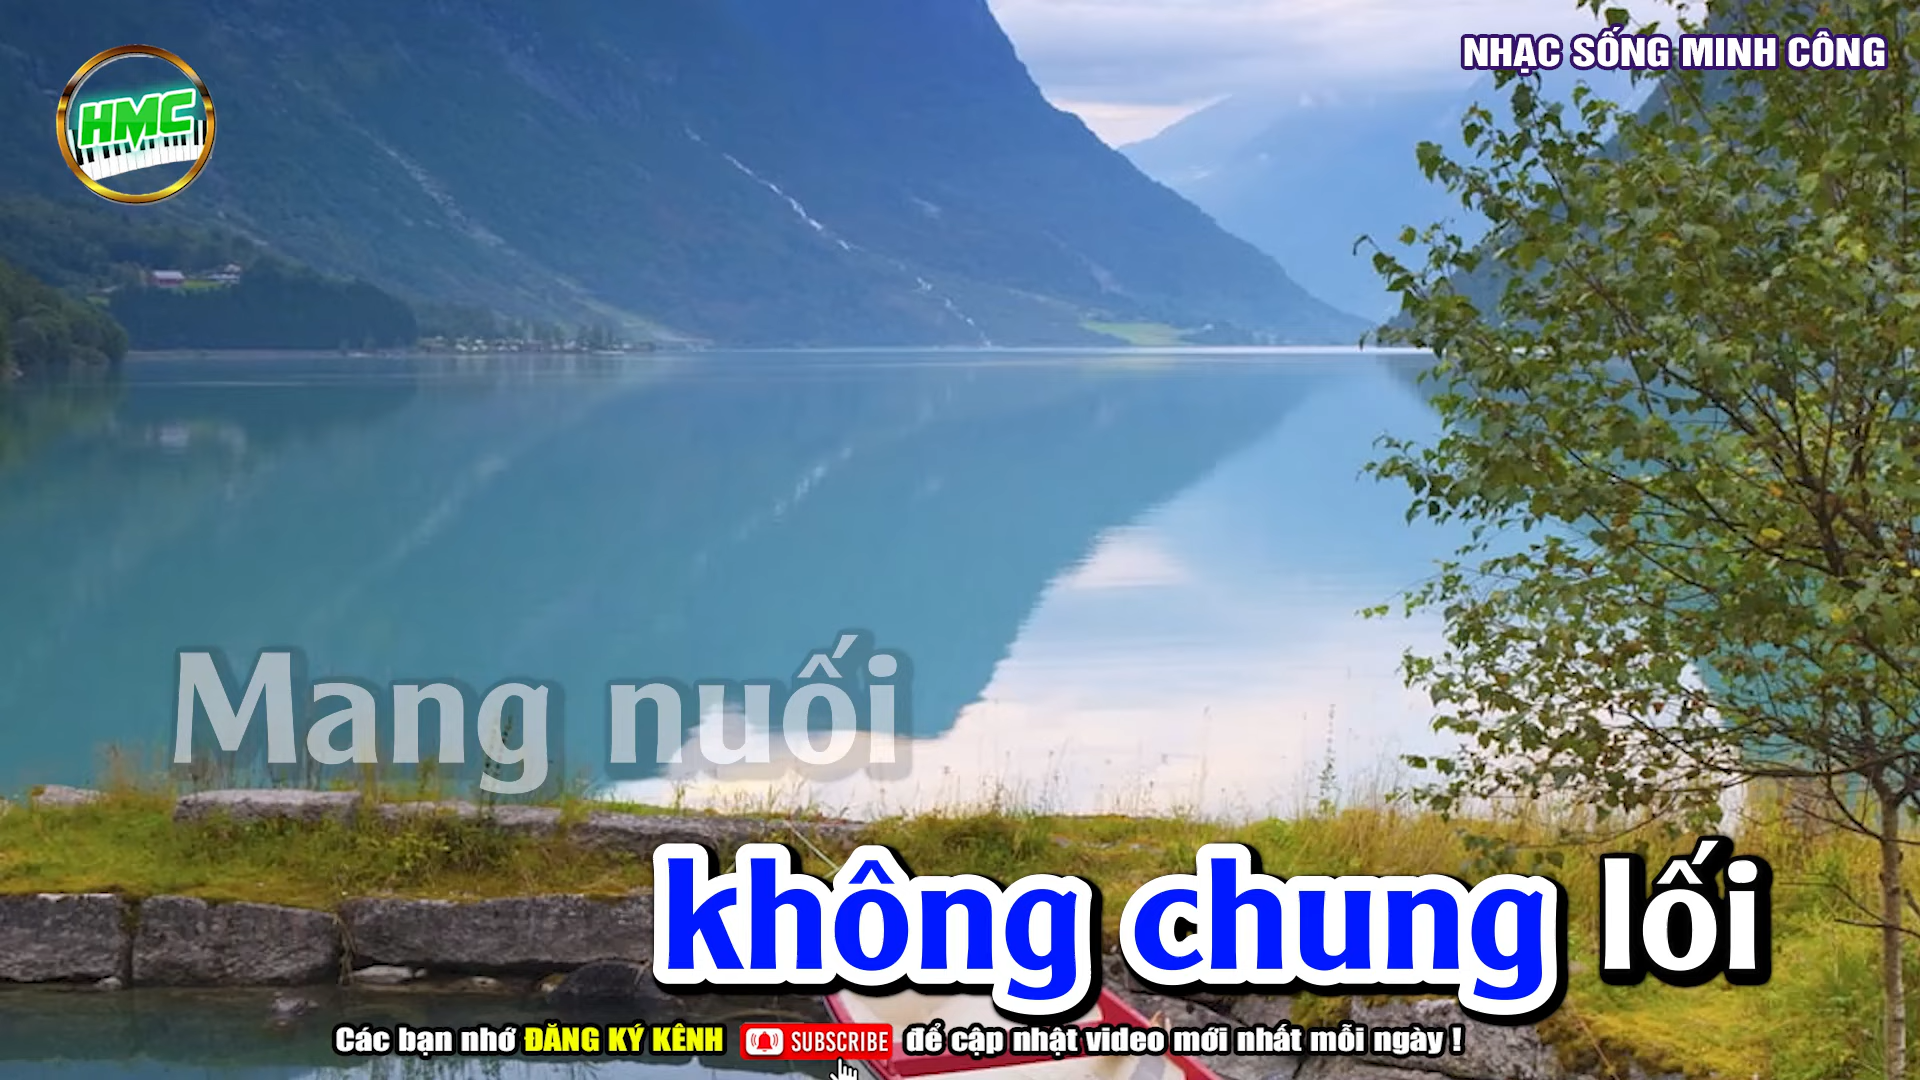 NHẠC SỐNG MINH CÔNG
HMC
Mang nuối
không chung lối
Các bạn nhớ ĐĂNG KÝ KÊNH SUBSCRIBE để cập nhật video mới nhất mỗi ngày !